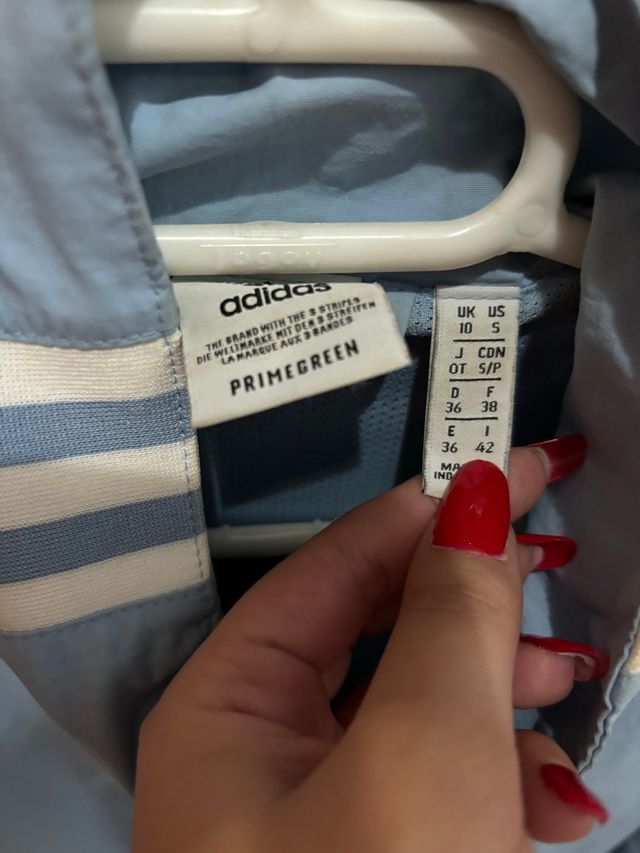 adidas
THE BRAND WITH THE 3 STRIPES
DIE WELTMARKE MIT DEN 3 STREIFEN
LA MARQUE AUX 3 BANDES
PRIMEGREEN
UK US
10 S
J CDN
OT S/P
D F
36 38
E I
36 42